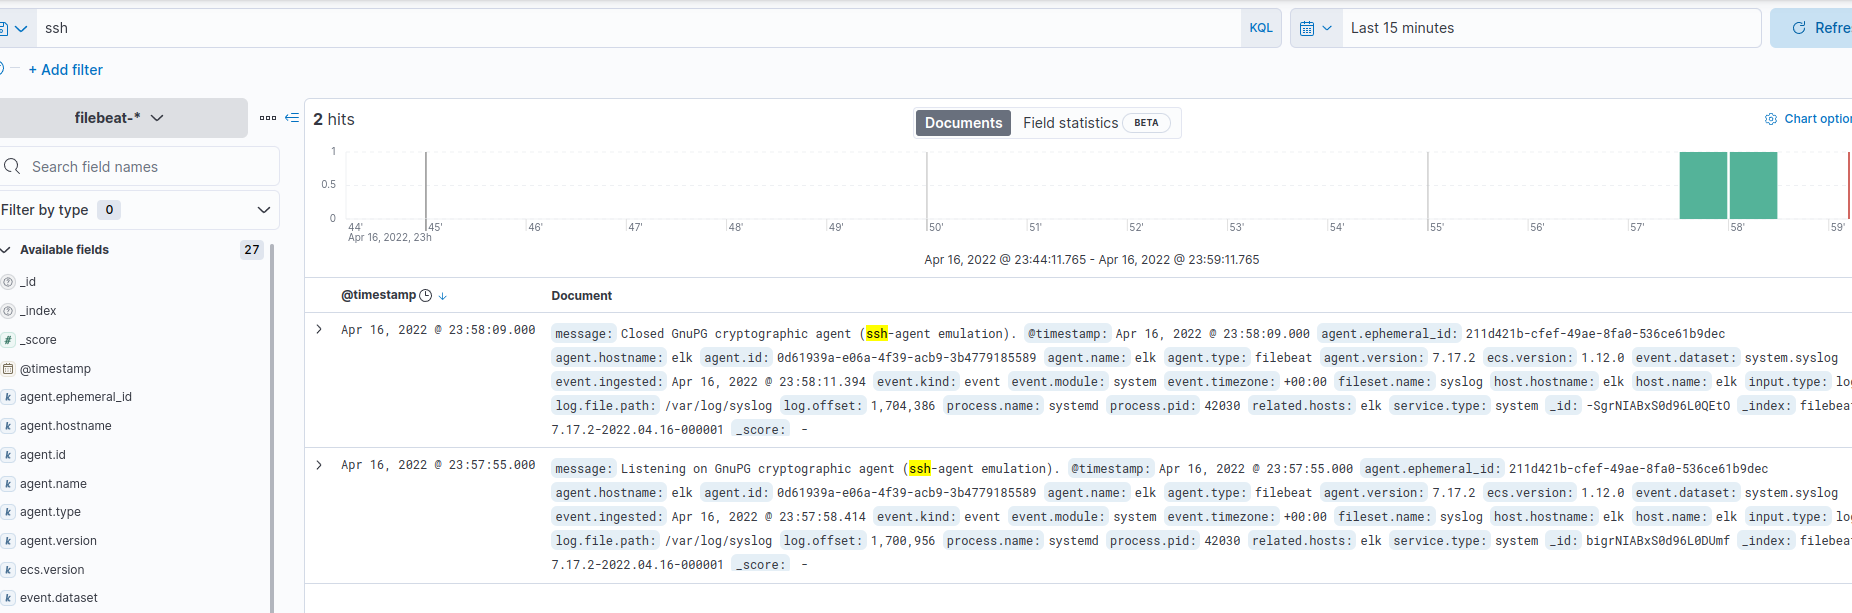 ssh
KQL
Last 15 minutes
Refre
+ Add filter
filebeat-*
2 hits
Documents
Field statistics
BETA
Chart option
Search field names
Filter by type 0
Available fields 27
_id
_index
_score
@timestamp
agent.ephemeral_id
agent.hostname
agent.id
agent.name
agent.type
agent.version
ecs.version
event.dataset
1
0.5
0
44' 45' 46' 47' 48' 49' 50' 51' 52' 53' 54' 55' 56' 57' 58' 59'
Apr 16, 2022, 23h
Apr 16, 2022 @ 23:44:11.765 - Apr 16, 2022 @ 23:59:11.765
@timestamp Document
Apr 16, 2022 @ 23:58:09.000 message: Closed GnuPG cryptographic agent (ssh-agent emulation). @timestamp: Apr 16, 2022 @ 23:58:09.000 agent.ephemeral_id: 211d421b-cfef-49ae-8fa0-536ce61b9dec
agent.hostname: elk agent.id: 0d61939a-e06a-4f39-acb9-3b4779185589 agent.name: elk agent.type: filebeat agent.version: 7.17.2 ecs.version: 1.12.0 event.dataset: system.syslog
event.ingested: Apr 16, 2022 @ 23:58:11.394 event.kind: event event.module: system event.timezone: +00:00 fileset.name: syslog host.hostname: elk host.name: elk input.type: lo
log.file.path: /var/log/syslog log.offset: 1,704,386 process.name: systemd process.pid: 42030 related.hosts: elk service.type: system _id: -SgrNIABxS0d96L0QEtO _index: filebea
7.17.2-2022.04.16-000001 _score: -
Apr 16, 2022 @ 23:57:55.000 message: Listening on GnuPG cryptographic agent (ssh-agent emulation). @timestamp: Apr 16, 2022 @ 23:57:55.000 agent.ephemeral_id: 211d421b-cfef-49ae-8fa0-536ce61b9dec
agent.hostname: elk agent.id: 0d61939a-e06a-4f39-acb9-3b4779185589 agent.name: elk agent.type: filebeat agent.version: 7.17.2 ecs.version: 1.12.0 event.dataset: system.syslog
event.ingested: Apr 16, 2022 @ 23:57:58.414 event.kind: event event.module: system event.timezone: +00:00 fileset.name: syslog host.hostname: elk host.name: elk input.type: lo
log.file.path: /var/log/syslog log.offset: 1,700,956 process.name: systemd process.pid: 42030 related.hosts: elk service.type: system _id: bigrNIABxS0d96L0DUmf _index: filebea
7.17.2-2022.04.16-000001 _score: -